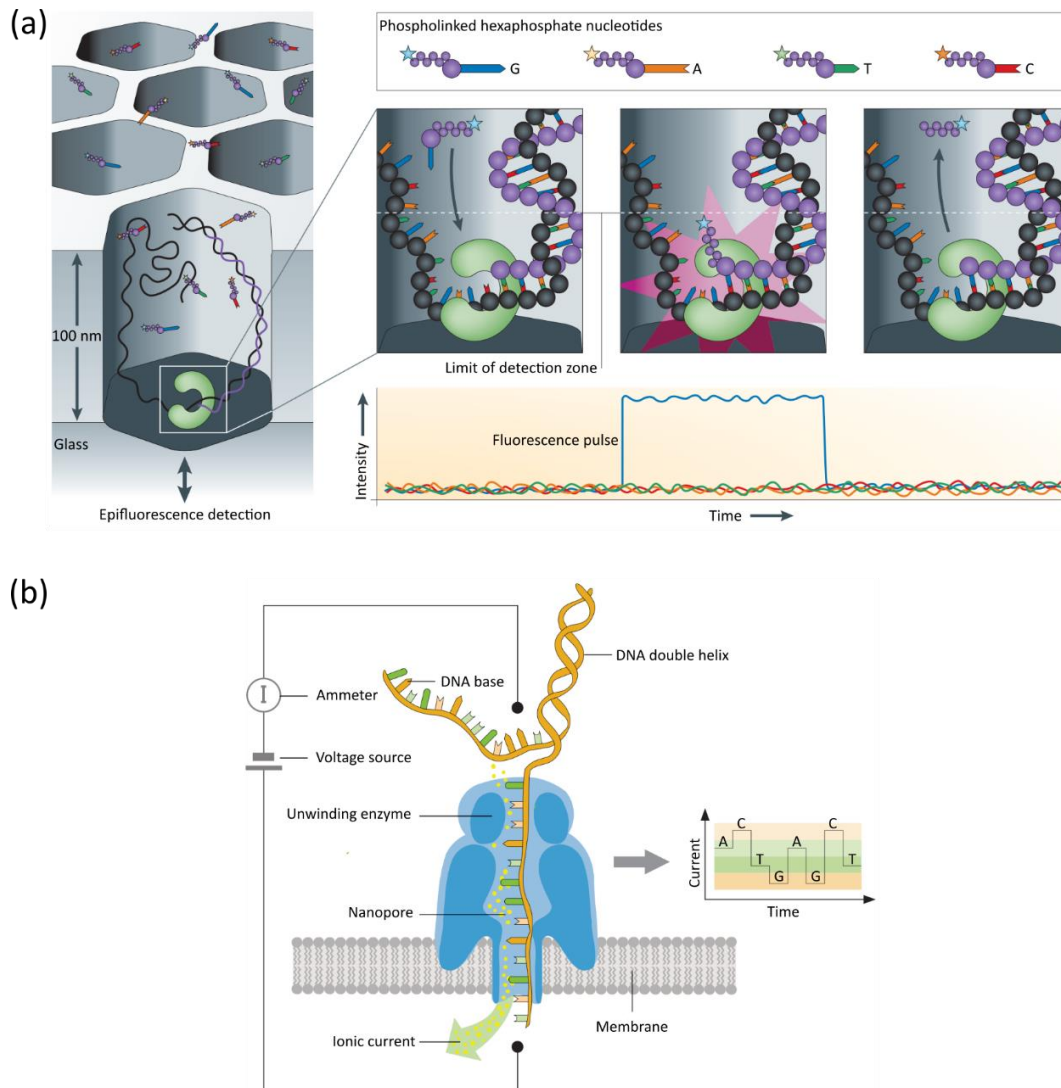 (a)
Phospholinked hexaphosphate nucleotides
G
A
T
C
100 nm
Limit of detection zone
Glass
Fluorescence pulse
Intensity
Epifluorescence detection
Time
(b)
DNA double helix
DNA base
Ammeter
I
Voltage source
Unwinding enzyme
C
C
A
A
T
T
G
G
Current
Time
Nanopore
Membrane
Ionic current